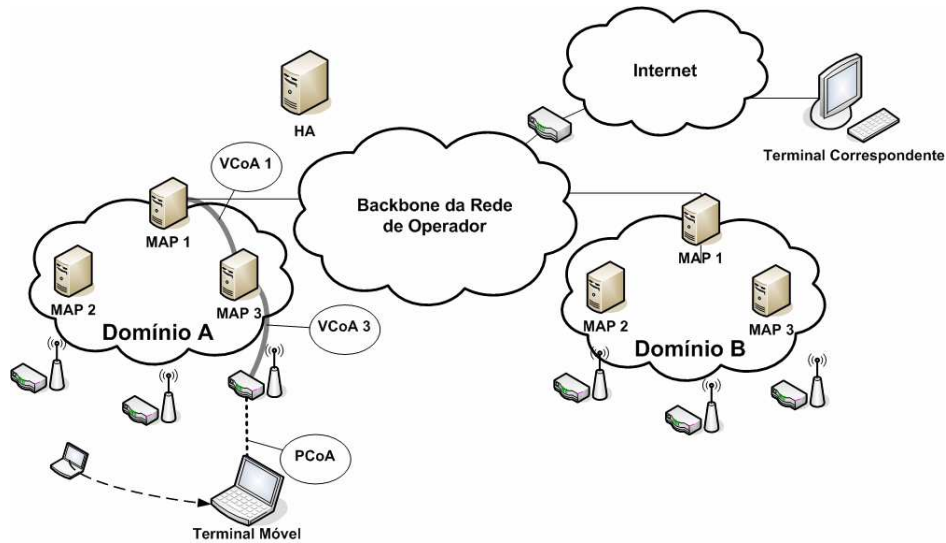 Internet
HA
Terminal Correspondente
VCoA 1
Backbone da Rede
de Operador
MAP 1
MAP 1
MAP 2
MAP 3
MAP 2
MAP 3
Domínio A
VCoA 3
Domínio B
PCoA
Terminal Móvel